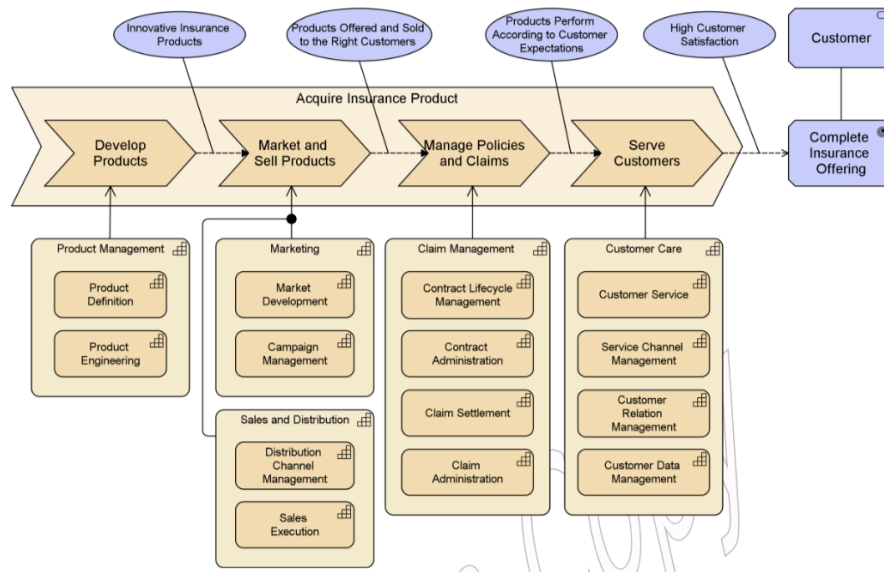 Innovative Insurance
Products
Products Offered and Sold
to the Right Customers
Products Perform
According to Customer
Expectations
High Customer
Satisfaction
Customer
Acquire Insurance Product
Develop
Products
Market and
Sell Products
Manage Policies
and Claims
Serve
Customers
Complete
Insurance
Offering
Product Management
Product
Definition
Product
Engineering
Marketing
Market
Development
Campaign
Management
Sales and Distribution
Distribution
Channel
Management
Sales
Execution
Claim Management
Contract Lifecycle
Management
Contract
Administration
Claim Settlement
Claim
Administration
Customer Care
Customer Service
Service Channel
Management
Customer
Relation
Management
Customer Data
Management